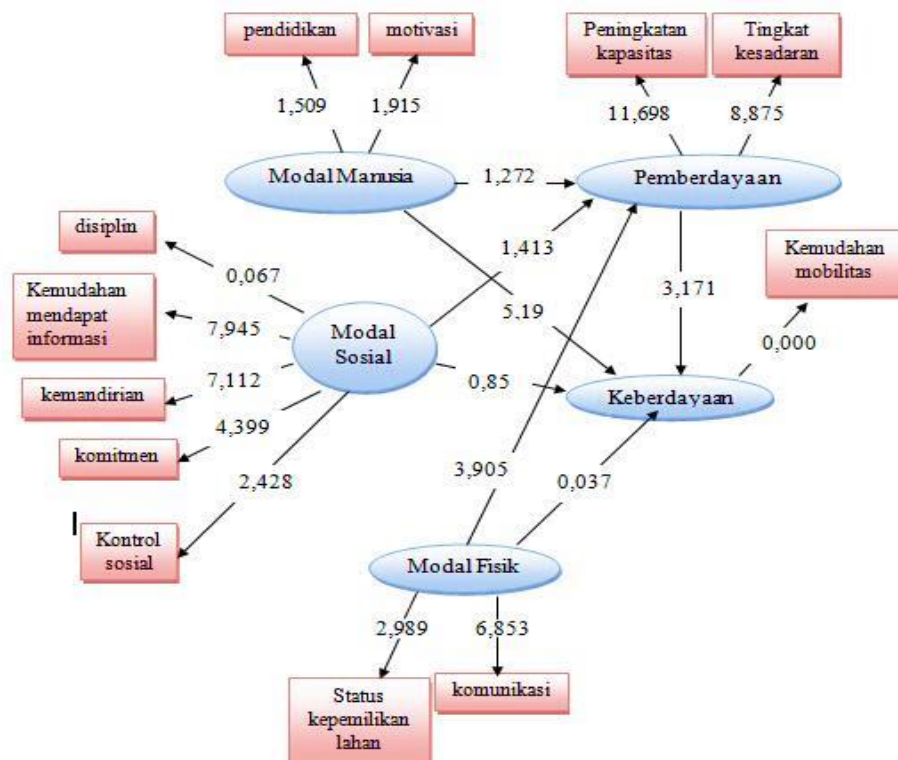 pendidikan
motivasi
Peningkatan
kapasitas
Tingkat
kesadaran
1,509
1,915
11,698
8,875
Modal Manusia
1,272
Pemberdayaan
disiplin
0,067
1,413
Kemudahan
mobilitas
Kemudahan
mendapat
informasi
7,945
Modal
Sosial
5,19
3,171
0,000
kemandirian
7,112
0,85
Keberdayaan
komitmen
4,399
2,428
3,905
0,037
Kontrol
sosial
Modal Fisik
2,989
6,853
Status
kepemilikan
lahan
komunikasi